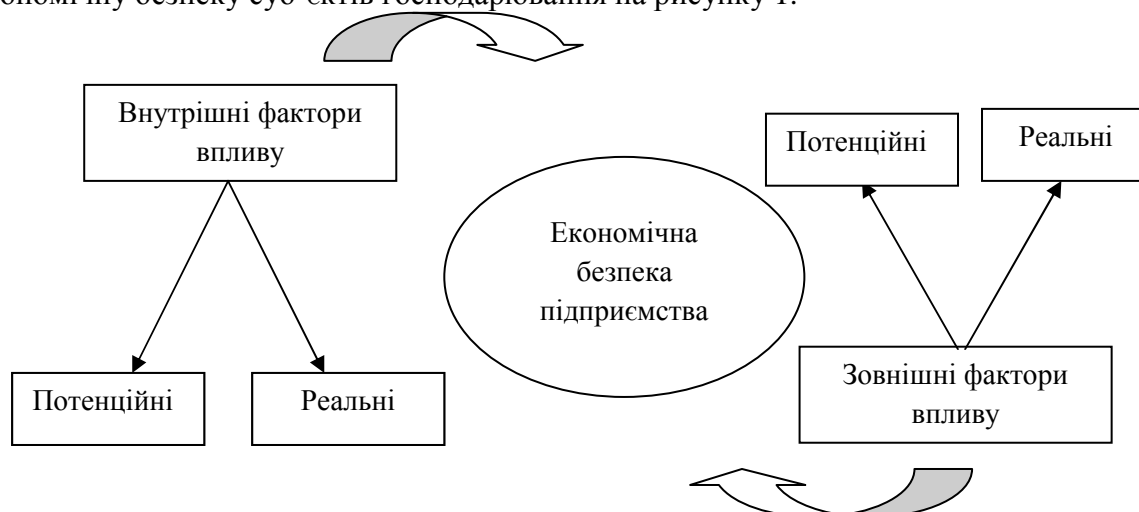 економічну безпеку суб'єктів господарювання на рисунку 1.
Внутрішні фактори
впливу
Потенційні
Реальні
Економічна
безпека
підприємства
Потенційні
Реальні
Зовнішні фактори
впливу